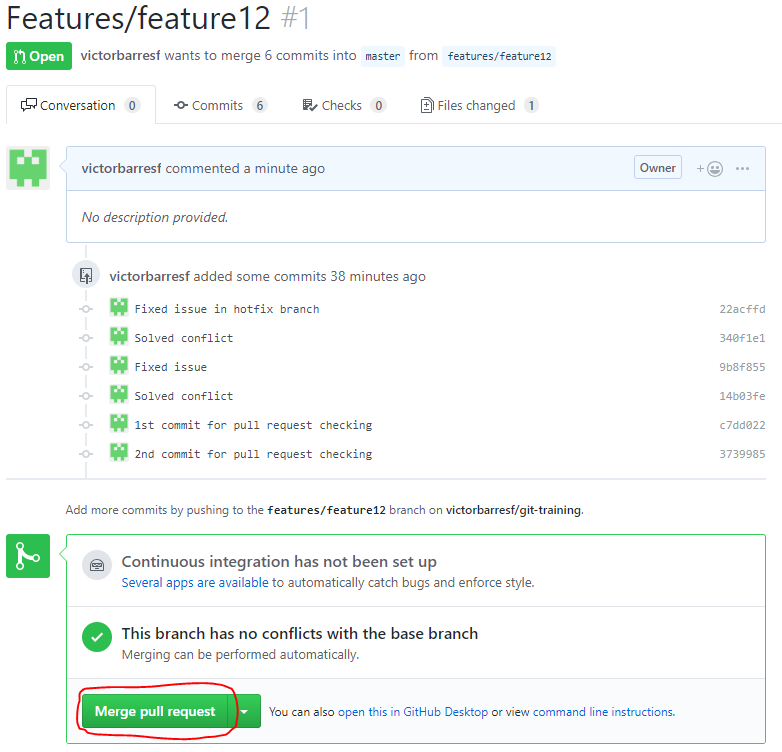 Features/feature12 #1
Open victorbarresf wants to merge 6 commits into master from features/feature12
Conversation 0 Commits 6 Checks 0 Files changed 1
victorbarresf commented a minute ago Owner + ...
No description provided.
victorbarresf added some commits 38 minutes ago
Fixed issue in hotfix branch 22acffd
Solved conflict 340f1e1
Fixed issue 9b8f855
Solved conflict 14b03fe
1st commit for pull request checking c7dd022
2nd commit for pull request checking 3739985
Add more commits by pushing to the features/feature12 branch on victorbarresf/git-training.
Continuous integration has not been set up
Several apps are available to automatically catch bugs and enforce style.
This branch has no conflicts with the base branch
Merging can be performed automatically.
Merge pull request You can also open this in GitHub Desktop or view command line instructions.